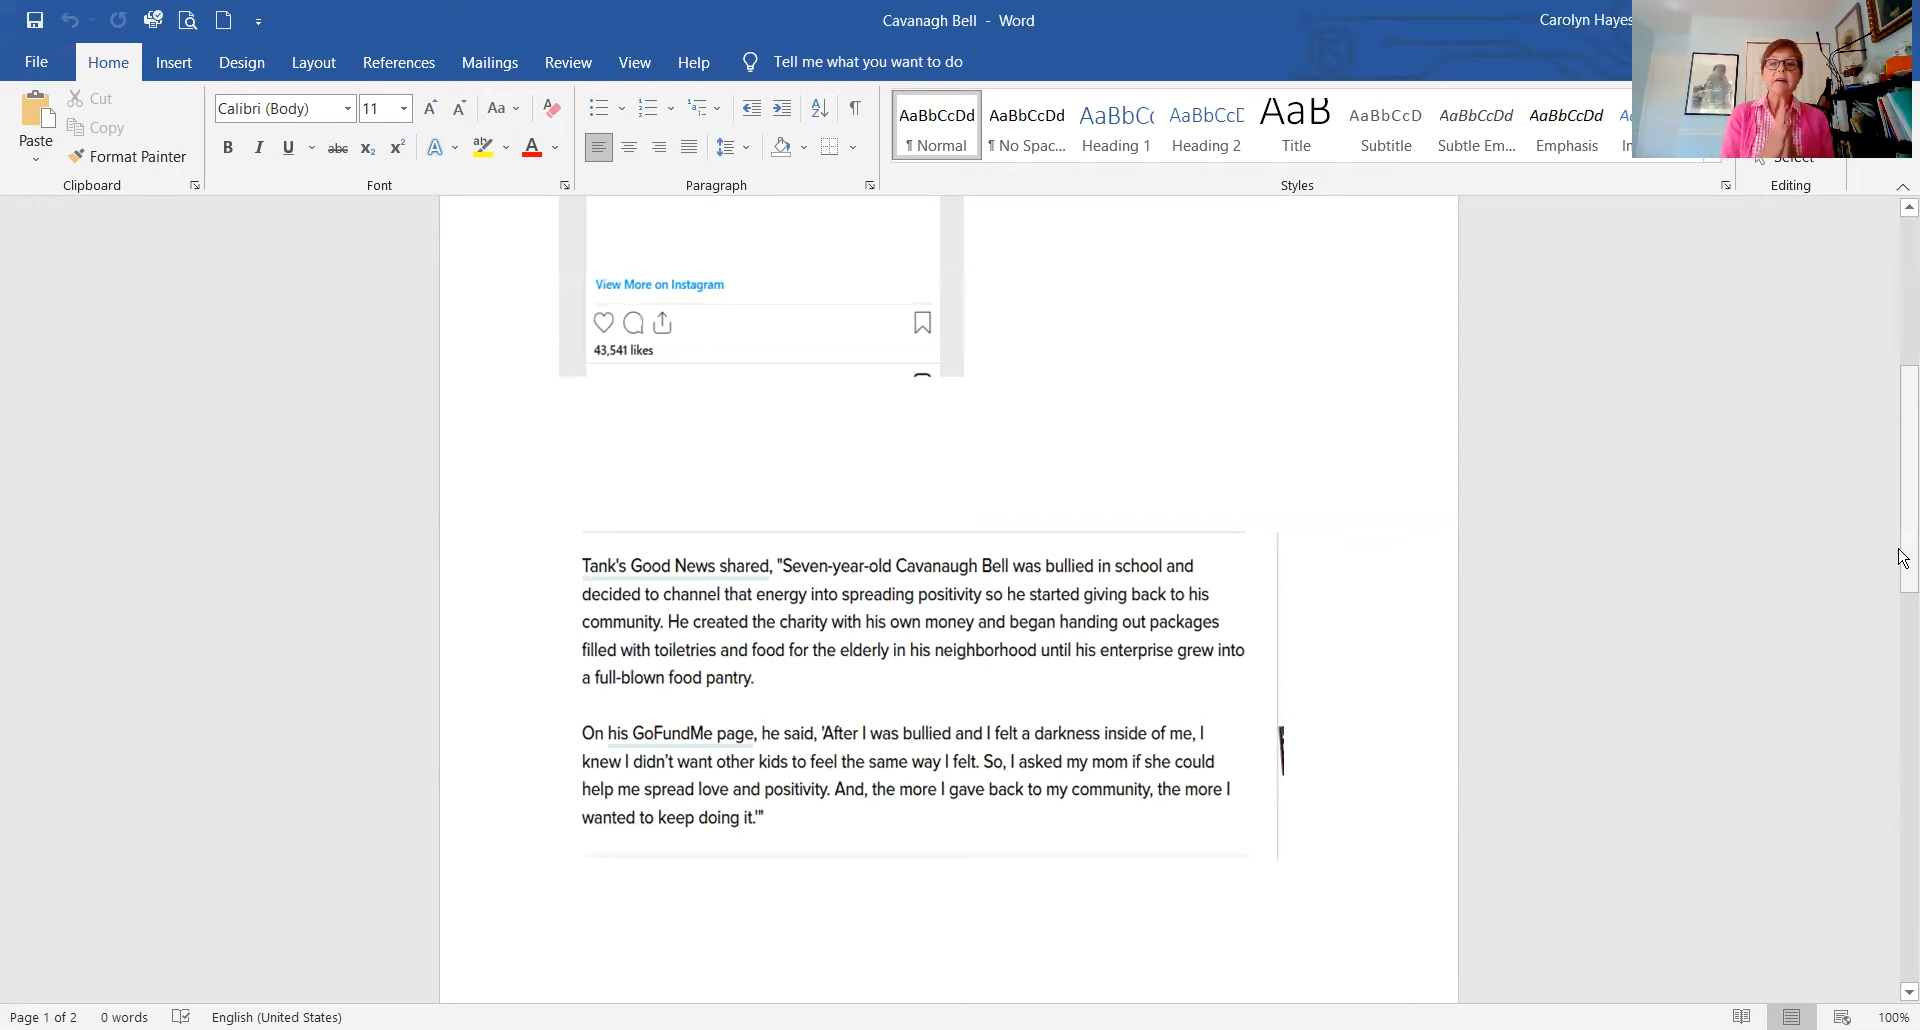 Cavanagh Bell - Word
Carolyn Hayes
File Home Insert Design Layout References Mailings Review View Help Tell me what you want to do
Paste
Cut
Copy
Format Painter
Clipboard
Calibri (Body) 11
Font
Paragraph
AaBbCcDd AaBbCcDd AaBbCc AaBbCcD AaB AaBbCcD AaBbCcDd AaBbCcDd
¶ Normal ¶ No Spac... Heading 1 Heading 2 Title Subtitle Subtle Em... Emphasis
Styles
Select
Editing
View More on Instagram
43,541 likes
Tank's Good News shared, "Seven-year-old Cavanaugh Bell was bullied in school and
decided to channel that energy into spreading positivity so he started giving back to his
community. He created the charity with his own money and began handing out packages
filled with toiletries and food for the elderly in his neighborhood until his enterprise grew into
a full-blown food pantry.
On his GoFundMe page, he said, 'After I was bullied and I felt a darkness inside of me, I
knew I didn't want other kids to feel the same way I felt. So, I asked my mom if she could
help me spread love and positivity. And, the more I gave back to my community, the more I
wanted to keep doing it.'"
Page 1 of 2 0 words English (United States) 100%